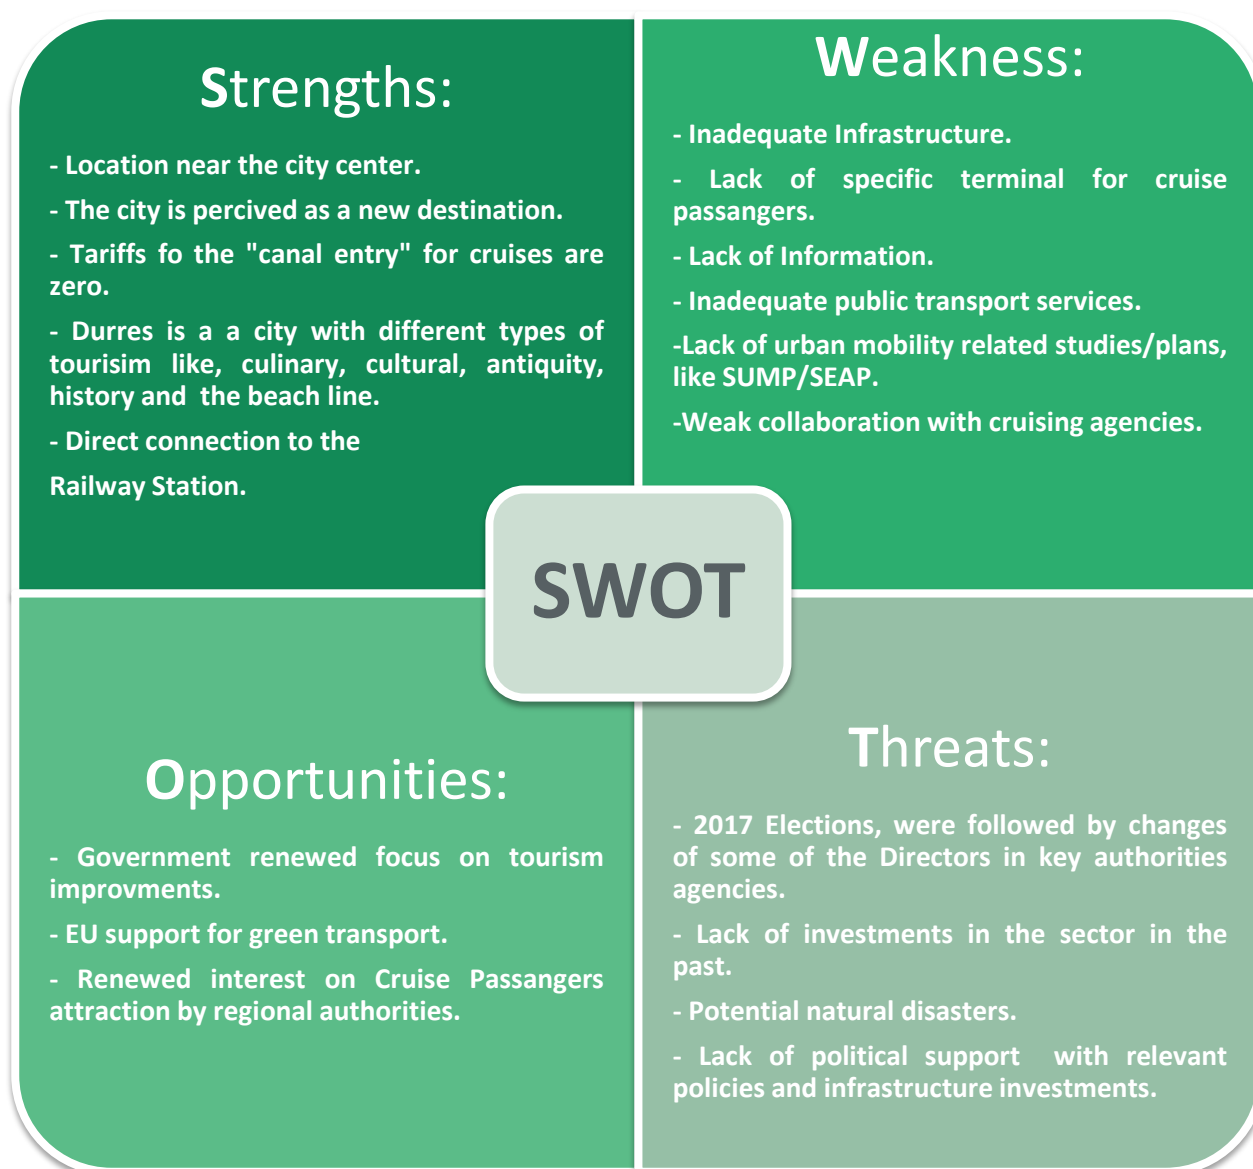 Strengths:
- Location near the city center.
- The city is percived as a new destination.
- Tariffs fo the "canal entry" for cruises are
zero.
- Durres is a a city with different types of
tourisim like, culinary, cultural, antiquity,
history and the beach line.
- Direct connection to the
Railway Station.
Weakness:
- Inadequate Infrastructure.
- Lack of specific terminal for cruise
passangers.
- Lack of Information.
- Inadequate public transport services.
-Lack of urban mobility related studies/plans,
like SUMP/SEAP.
-Weak collaboration with cruising agencies.
SWOT
Opportunities:
- Government renewed focus on tourism
improvments.
- EU support for green transport.
- Renewed interest on Cruise Passangers
attraction by regional authorities.
Threats:
- 2017 Elections, were followed by changes
of some of the Directors in key authorities
agencies.
- Lack of investments in the sector in the
past.
- Potential natural disasters.
- Lack of political support with relevant
policies and infrastructure investments.